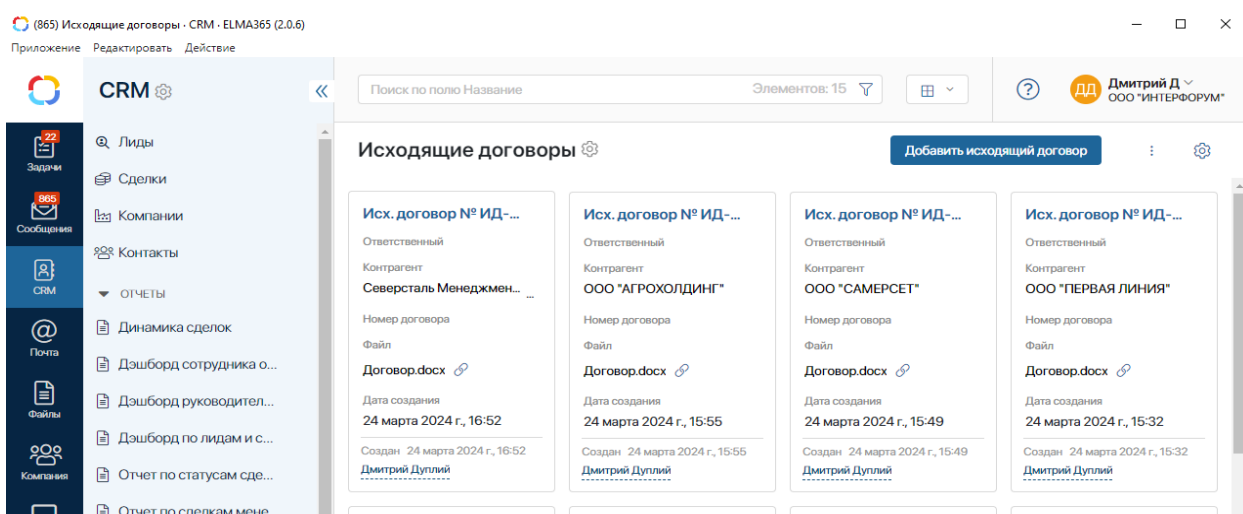 (865) Исходящие договоры · CRM · ELMA365 (2.0.6)
Приложение Редактировать Действие
CRM
Поиск по полю Название
Элементов: 15
ДД
Дмитрий Д
ООО "ИНТЕРФОРУМ"
22
Задачи
865
Сообщения
CRM
Почта
Файлы
Компания
Лиды
Сделки
Компании
Контакты
ОТЧЕТЫ
Динамика сделок
Дэшборд сотрудника о...
Дэшборд руководител...
Дэшборд по лидам и с...
Отчет по статусам сде...
Отчет по сделкам мене...
Исходящие договоры
Добавить исходящий договор
Исх. договор № ИД-...
Ответственный
Контрагент
Северсталь Менеджмен... ...
Номер договора
Файл
Договор.docx
Дата создания
24 марта 2024 г., 16:52
Создан 24 марта 2024 г., 16:52
Дмитрий Дуплий
Исх. договор № ИД-...
Ответственный
Контрагент
ООО "АГРОХОЛДИНГ"
Номер договора
Файл
Договор.docx
Дата создания
24 марта 2024 г., 15:55
Создан 24 марта 2024 г., 15:55
Дмитрий Дуплий
Исх. договор № ИД-...
Ответственный
Контрагент
ООО "САМЕРСЕТ"
Номер договора
Файл
Договор.docx
Дата создания
24 марта 2024 г., 15:49
Создан 24 марта 2024 г., 15:49
Дмитрий Дуплий
Исх. договор № ИД-...
Ответственный
Контрагент
ООО "ПЕРВАЯ ЛИНИЯ"
Номер договора
Файл
Договор.docx
Дата создания
24 марта 2024 г., 15:32
Создан 24 марта 2024 г., 15:32
Дмитрий Дуплий